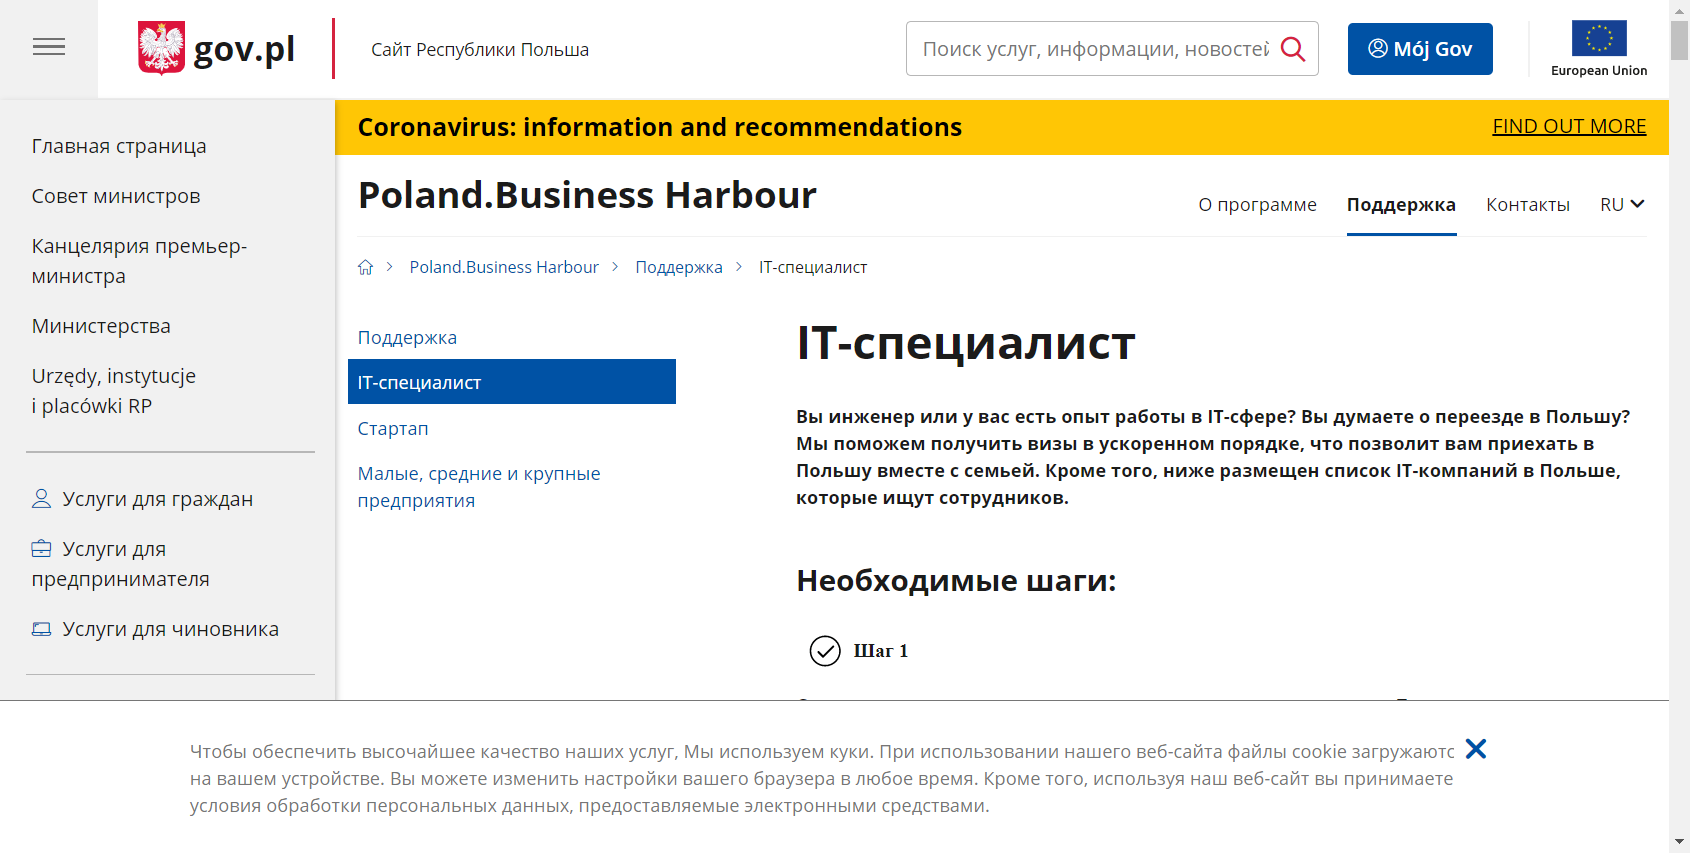 gov.pl
Сайт Республики Польша
Поиск услуг, информации, новостей
Mój Gov
European Union
Главная страница
Совет министров
Канцелярия премьер-
министра
Министерства
Urzędy, instytucje
i placówki RP
Услуги для граждан
Услуги для
предпринимателя
Услуги для чиновника
Coronavirus: information and recommendations
FIND OUT MORE
Poland.Business Harbour
О программе
Поддержка
Контакты
RU
Poland.Business Harbour
Поддержка
IT-специалист
Поддержка
IT-специалист
Стартап
Малые, средние и крупные
предприятия
IT-специалист
Вы инженер или у вас есть опыт работы в IT-сфере? Вы думаете о переезде в Польшу?
Мы поможем получить визы в ускоренном порядке, что позволит вам приехать в
Польшу вместе с семьей. Кроме того, ниже размещен список IT-компаний в Польше,
которые ищут сотрудников.
Необходимые шаги:
Шаг 1
Чтобы обеспечить высочайшее качество наших услуг, Мы используем куки. При использовании нашего веб-сайта файлы cookie загружаютс
на вашем устройстве. Вы можете изменить настройки вашего браузера в любое время. Кроме того, используя наш веб-сайт вы принимаете
условия обработки персональных данных, предоставляемые электронными средствами.